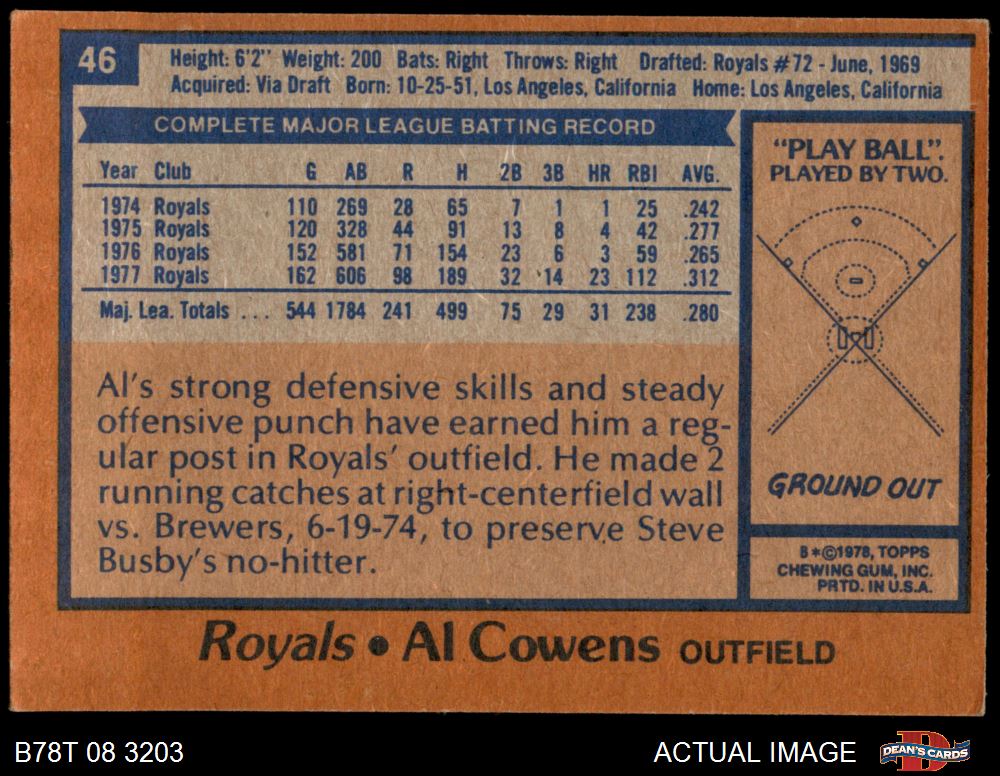 46
Height: 6'2" Weight: 200 Bats: Right Throws: Right Drafted: Royals #72 - June, 1969
Acquired: Via Draft Born: 10-25-51, Los Angeles, California Home: Los Angeles, California
COMPLETE MAJOR LEAGUE BATTING RECORD
Year Club G AB R H 2B 3B HR RBI AVG.
1974 Royals 110 269 28 65 7 1 1 25 .242
1975 Royals 120 328 44 91 13 8 4 42 .277
1976 Royals 152 581 71 154 23 6 3 59 .265
1977 Royals 162 606 98 189 32 14 23 112 .312
Maj. Lea. Totals . . . 544 1784 241 499 75 29 31 238 .280
Al's strong defensive skills and steady
offensive punch have earned him a reg-
ular post in Royals' outfield. He made 2
running catches at right-centerfield wall
vs. Brewers, 6-19-74, to preserve Steve
Busby's no-hitter.
"PLAY BALL".
PLAYED BY TWO.
GROUND OUT
B*©1978, TOPPS
CHEWING GUM, INC.
PRTD. IN U.S.A.
Royals • Al Cowens OUTFIELD
B78T 08 3203
ACTUAL IMAGE
DEAN'S CARDS